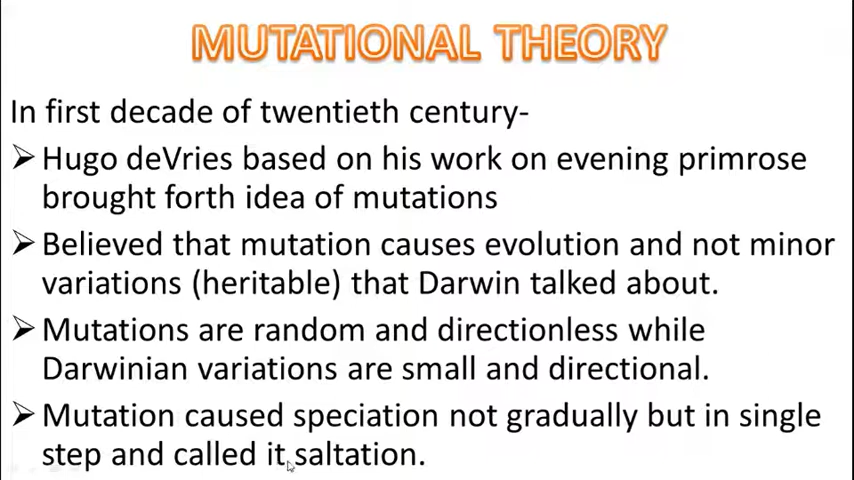 MUTATIONAL THEORY
In first decade of twentieth century-
➢Hugo deVries based on his work on evening primrose
brought forth idea of mutations
➢Believed that mutation causes evolution and not minor
variations (heritable) that Darwin talked about.
➢Mutations are random and directionless while
Darwinian variations are small and directional.
➢Mutation caused speciation not gradually but in single
step and called it saltation.